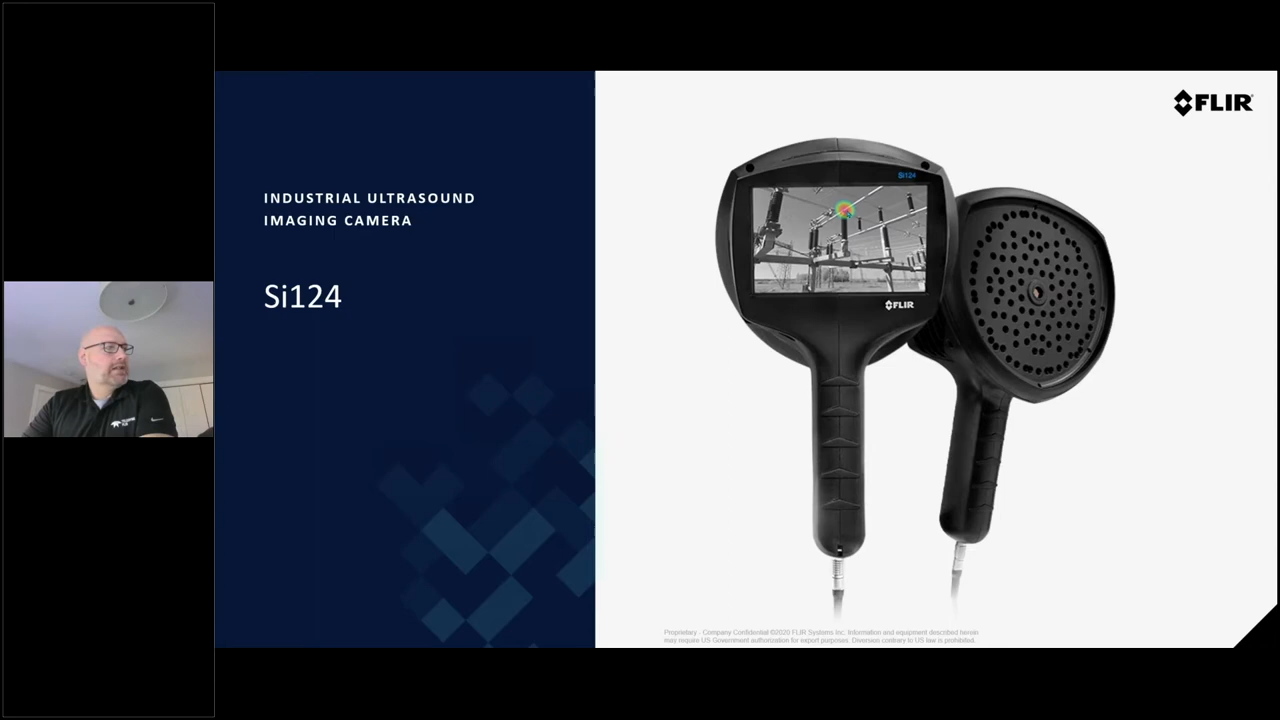 INDUSTRIAL ULTRASOUND
IMAGING CAMERA
Si124
FLIR
Si124
FLIR
Proprietary - Company Confidential ©2020 FLIR Systems Inc. Information and equipment described herein
may require US Government authorization for export purposes. Diversion contrary to US law is prohibited.